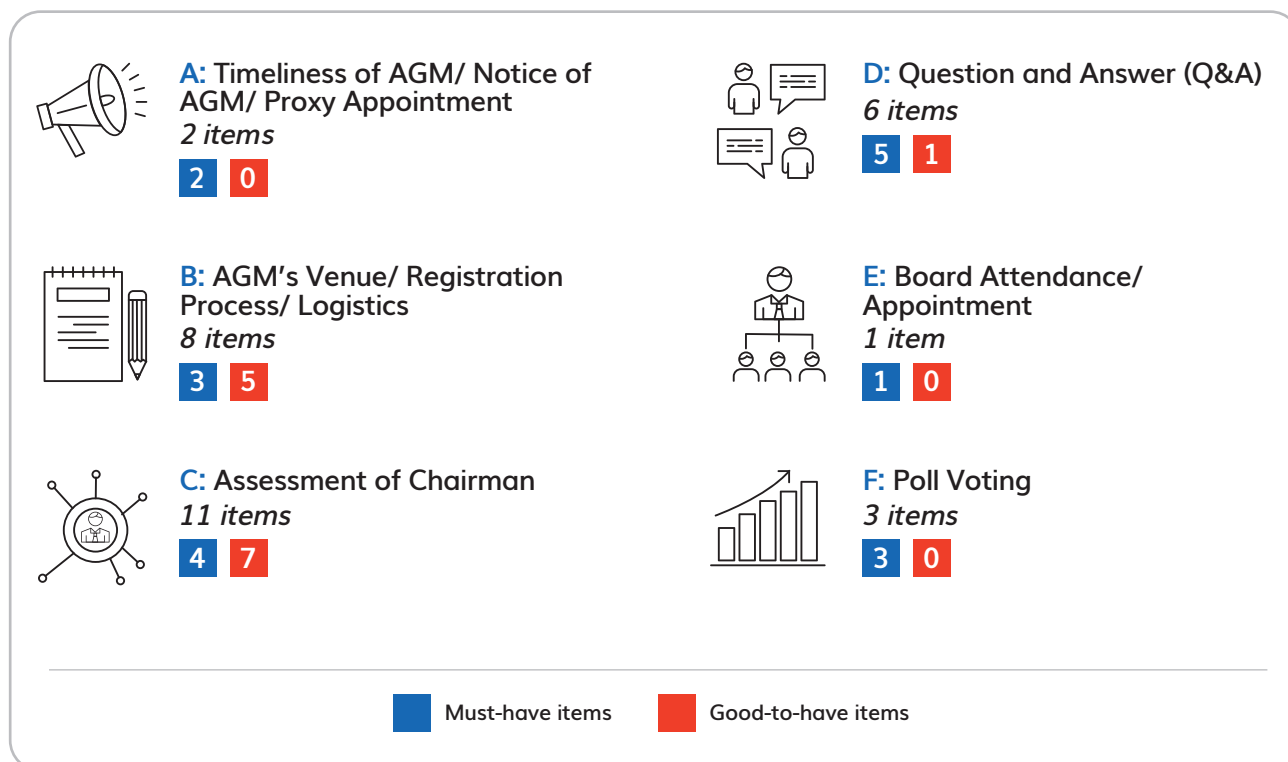 A: Timeliness of AGM/ Notice of
AGM/ Proxy Appointment
2 items
2 0
B: AGM's Venue/ Registration
Process/ Logistics
8 items
3 5
C: Assessment of Chairman
11 items
4 7
D: Question and Answer (Q&A)
6 items
5 1
E: Board Attendance/
Appointment
1 item
1 0
F: Poll Voting
3 items
3 0
Must-have items
Good-to-have items